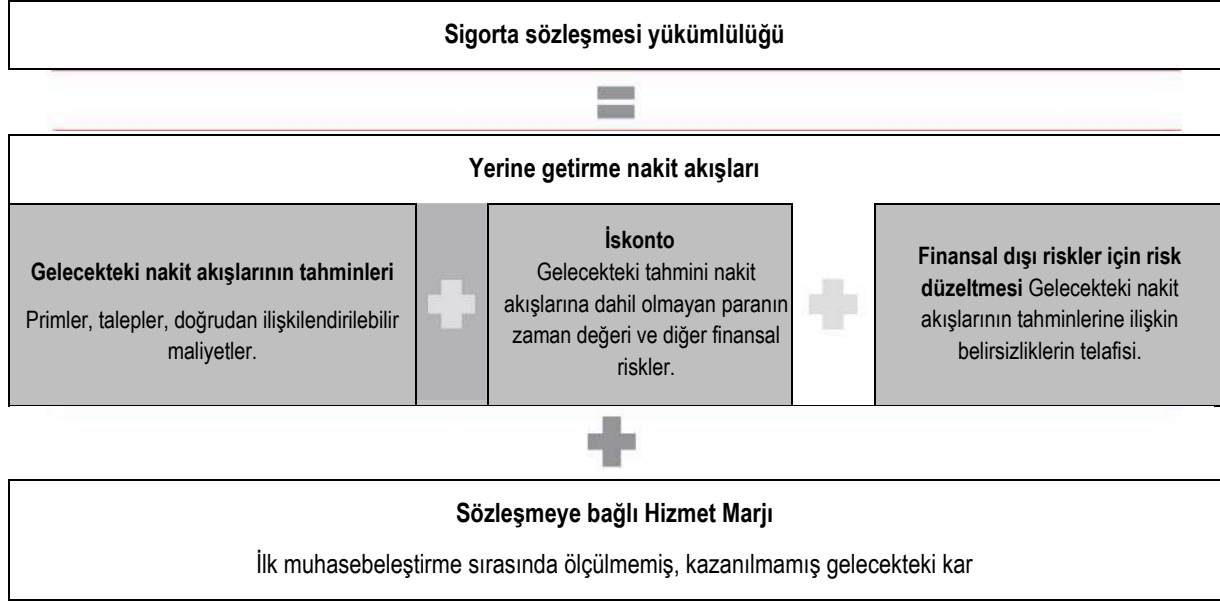 Sigorta sözleşmesi yükümlülüğü
=
Yerine getirme nakit akışları
Gelecekteki nakit akışlarının tahminleri
Primler, talepler, doğrudan ilişkilendirilebilir
maliyetler.
+
İskonto
Gelecekteki tahmini nakit
akışlarına dahil olmayan paranın
zaman değeri ve diğer finansal
riskler.
+
Finansal dışı riskler için risk
düzeltmesi Gelecekteki nakit
akışlarının tahminlerine ilişkin
belirsizliklerin telafisi.
+
Sözleşmeye bağlı Hizmet Marjı
İlk muhasebeleştirme sırasında ölçülmemiş, kazanılmamış gelecekteki kar